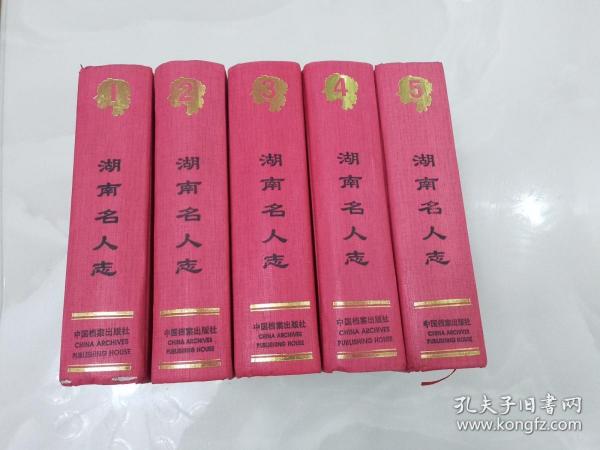 1
湖南名人志
中国档案出版社
CHINA ARCHIVES
PUBLISHING HOUSE
2
湖南名人志
中国档案出版社
CHINA ARCHIVES
PUBLISHING HOUSE
3
湖南名人志
中国档案出版社
CHINA ARCHIVES
PUBLISHING HOUSE
4
湖南名人志
中国档案出版社
CHINA ARCHIVES
PUBLISHING HOUSE
5
湖南名人志
中国档案出版社
CHINA ARCHIVES
PUBLISHING HOUSE
孔夫子旧书网
www.kongfz.com